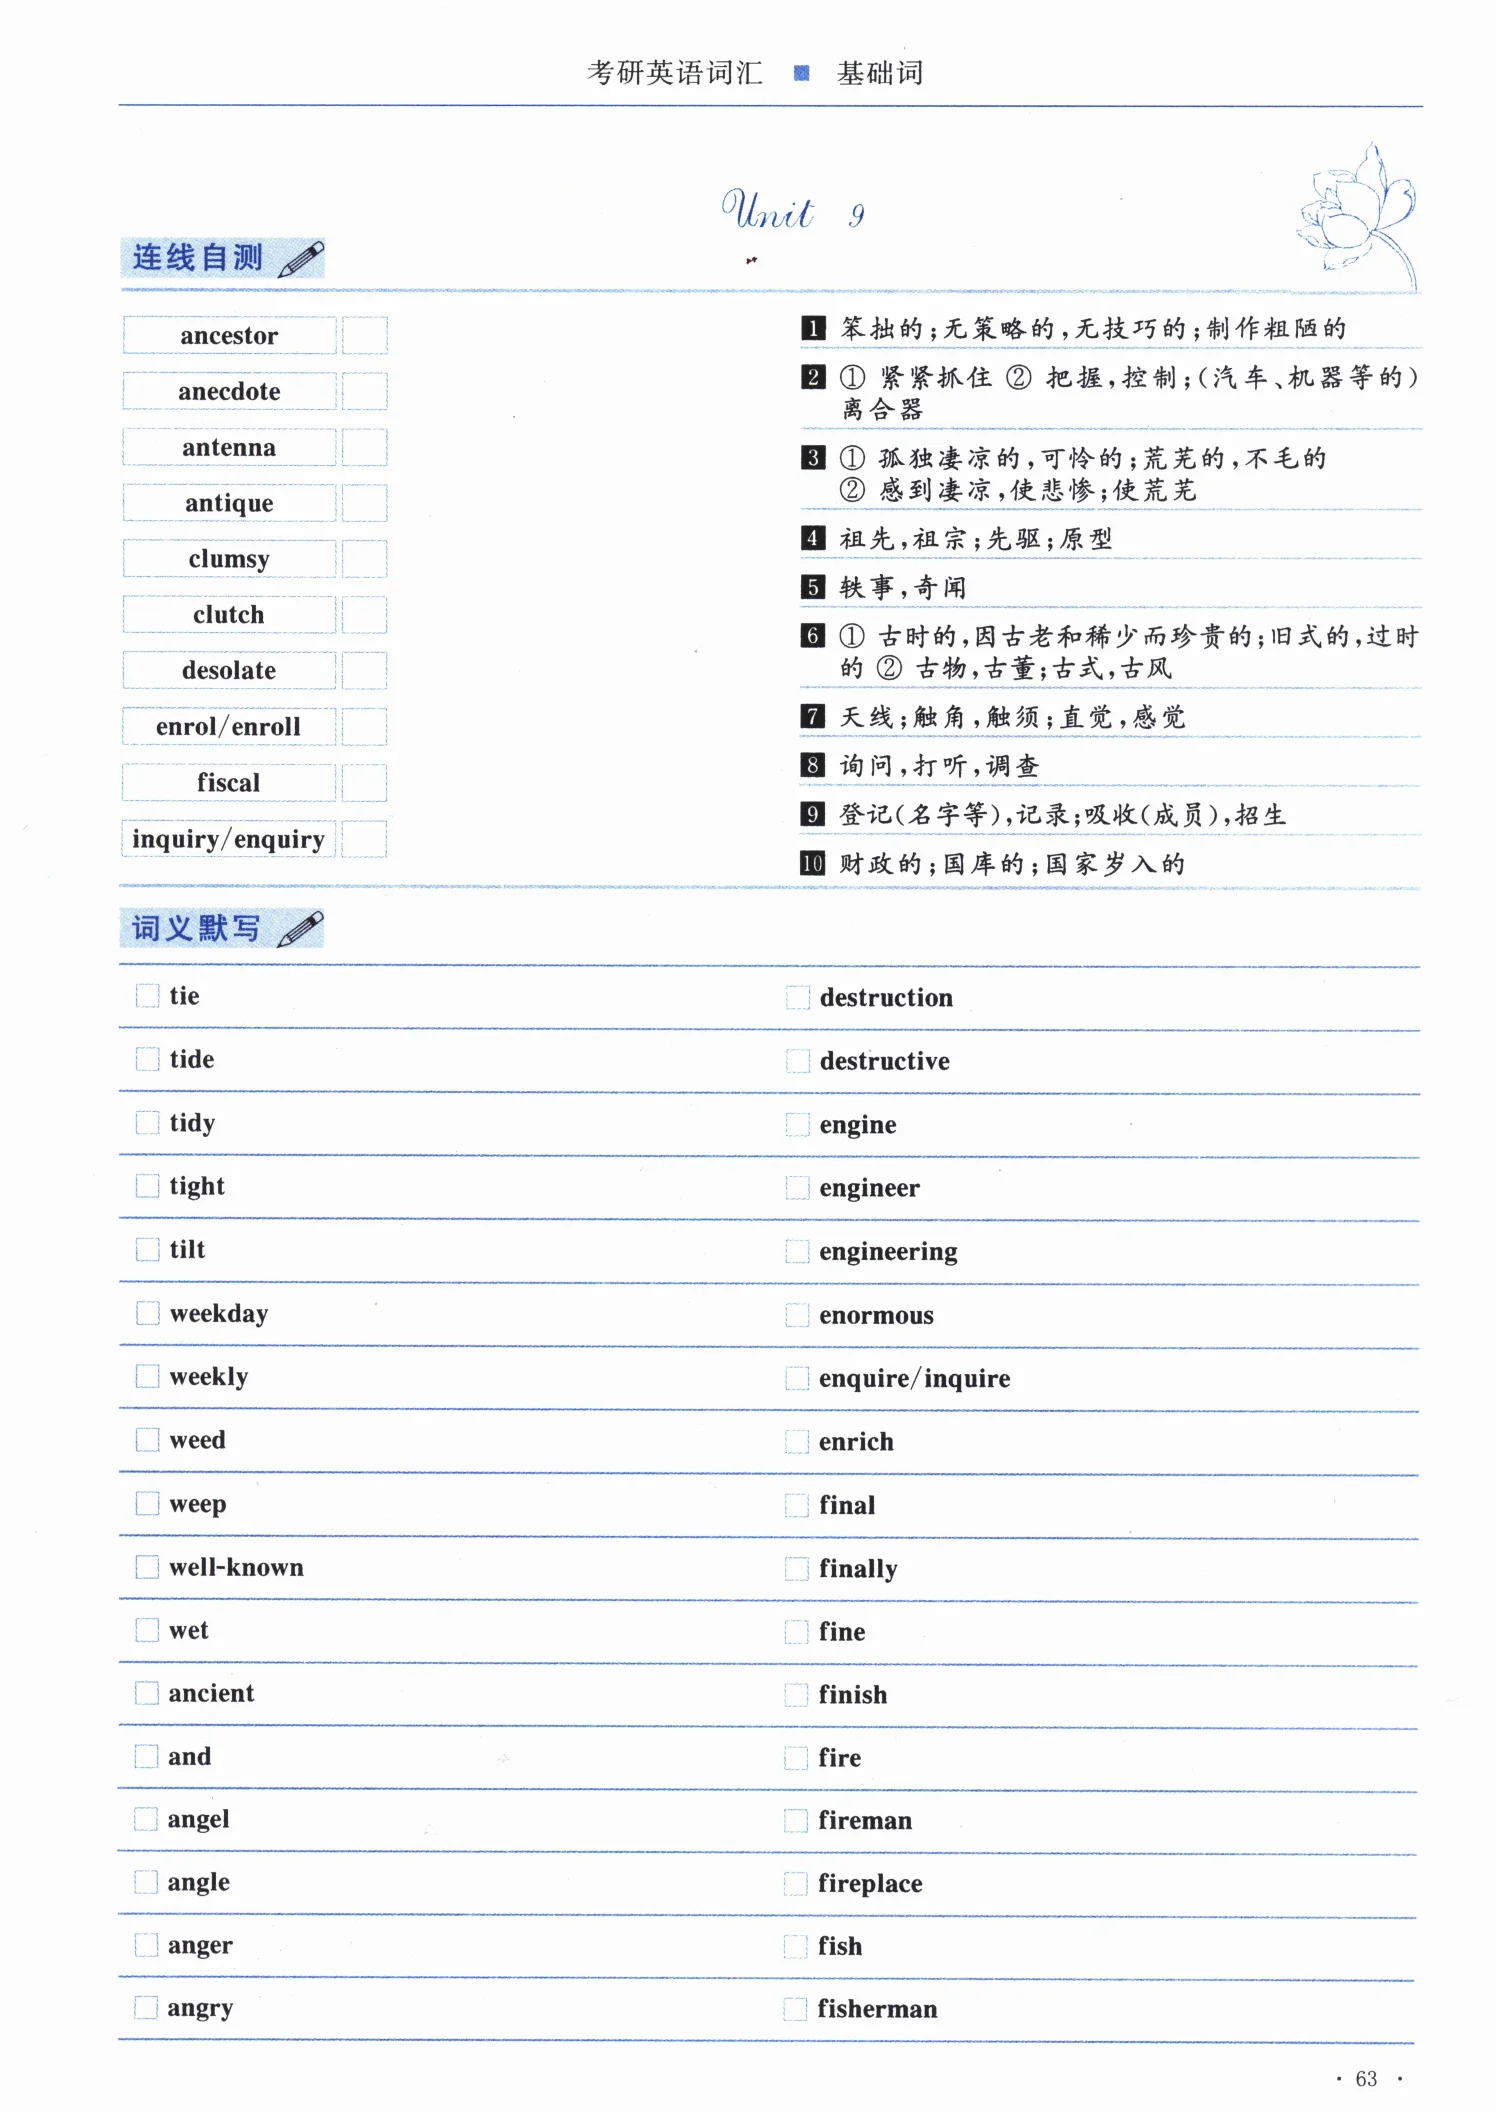 考研英语词汇 ■ 基础词
Unit 9
连线自测
ancestor
anecdote
antenna
antique
clumsy
clutch
desolate
enrol/enroll
fiscal
inquiry/enquiry
1 笨拙的;无策略的,无技巧的;制作粗陋的
2 ① 紧紧抓住 ② 把握,控制;(汽车、机器等的)
离合器
3 ① 孤独凄凉的,可怜的;荒芜的,不毛的
② 感到凄凉,使悲惨;使荒芜
4 祖先,祖宗;先驱;原型
5 轶事,奇闻
6 ① 古时的,因古老和稀少而珍贵的;旧式的,过时
的 ② 古物,古董;古式,古风
7 天线;触角,触须;直觉,感觉
8 询问,打听,调查
9 登记(名字等),记录;吸收(成员),招生
10 财政的;国库的;国家岁入的
词义默写
tie
tide
tidy
tight
tilt
weekday
weekly
weed
weep
well-known
wet
ancient
and
angel
angle
anger
angry
destruction
destructive
engine
engineer
engineering
enormous
enquire/inquire
enrich
final
finally
fine
finish
fire
fireman
fireplace
fish
fisherman
· 63 ·